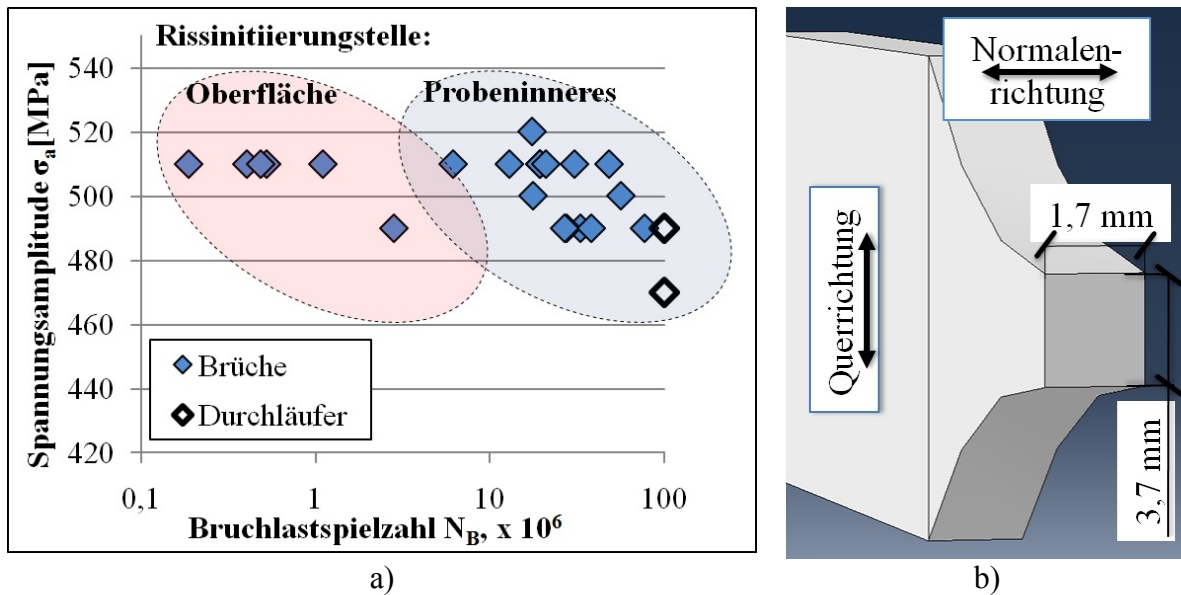 Rissinitiierungstelle:
Oberfläche
Probeninneres
Spannungsamplitude σa[MPa]
540
520
500
480
460
440
420
Brüche
Durchläufer
0,1
1
10
100
Bruchlastspielzahl NB, x 10⁶
a)
Normalen-
richtung
Querrichtung
1,7 mm
3,7 mm
b)